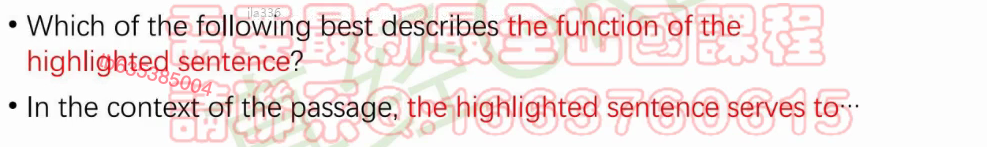 jla336
• Which of the following best describes the function of the
highlighted sentence?
• In the context of the passage, the highlighted sentence serves to…